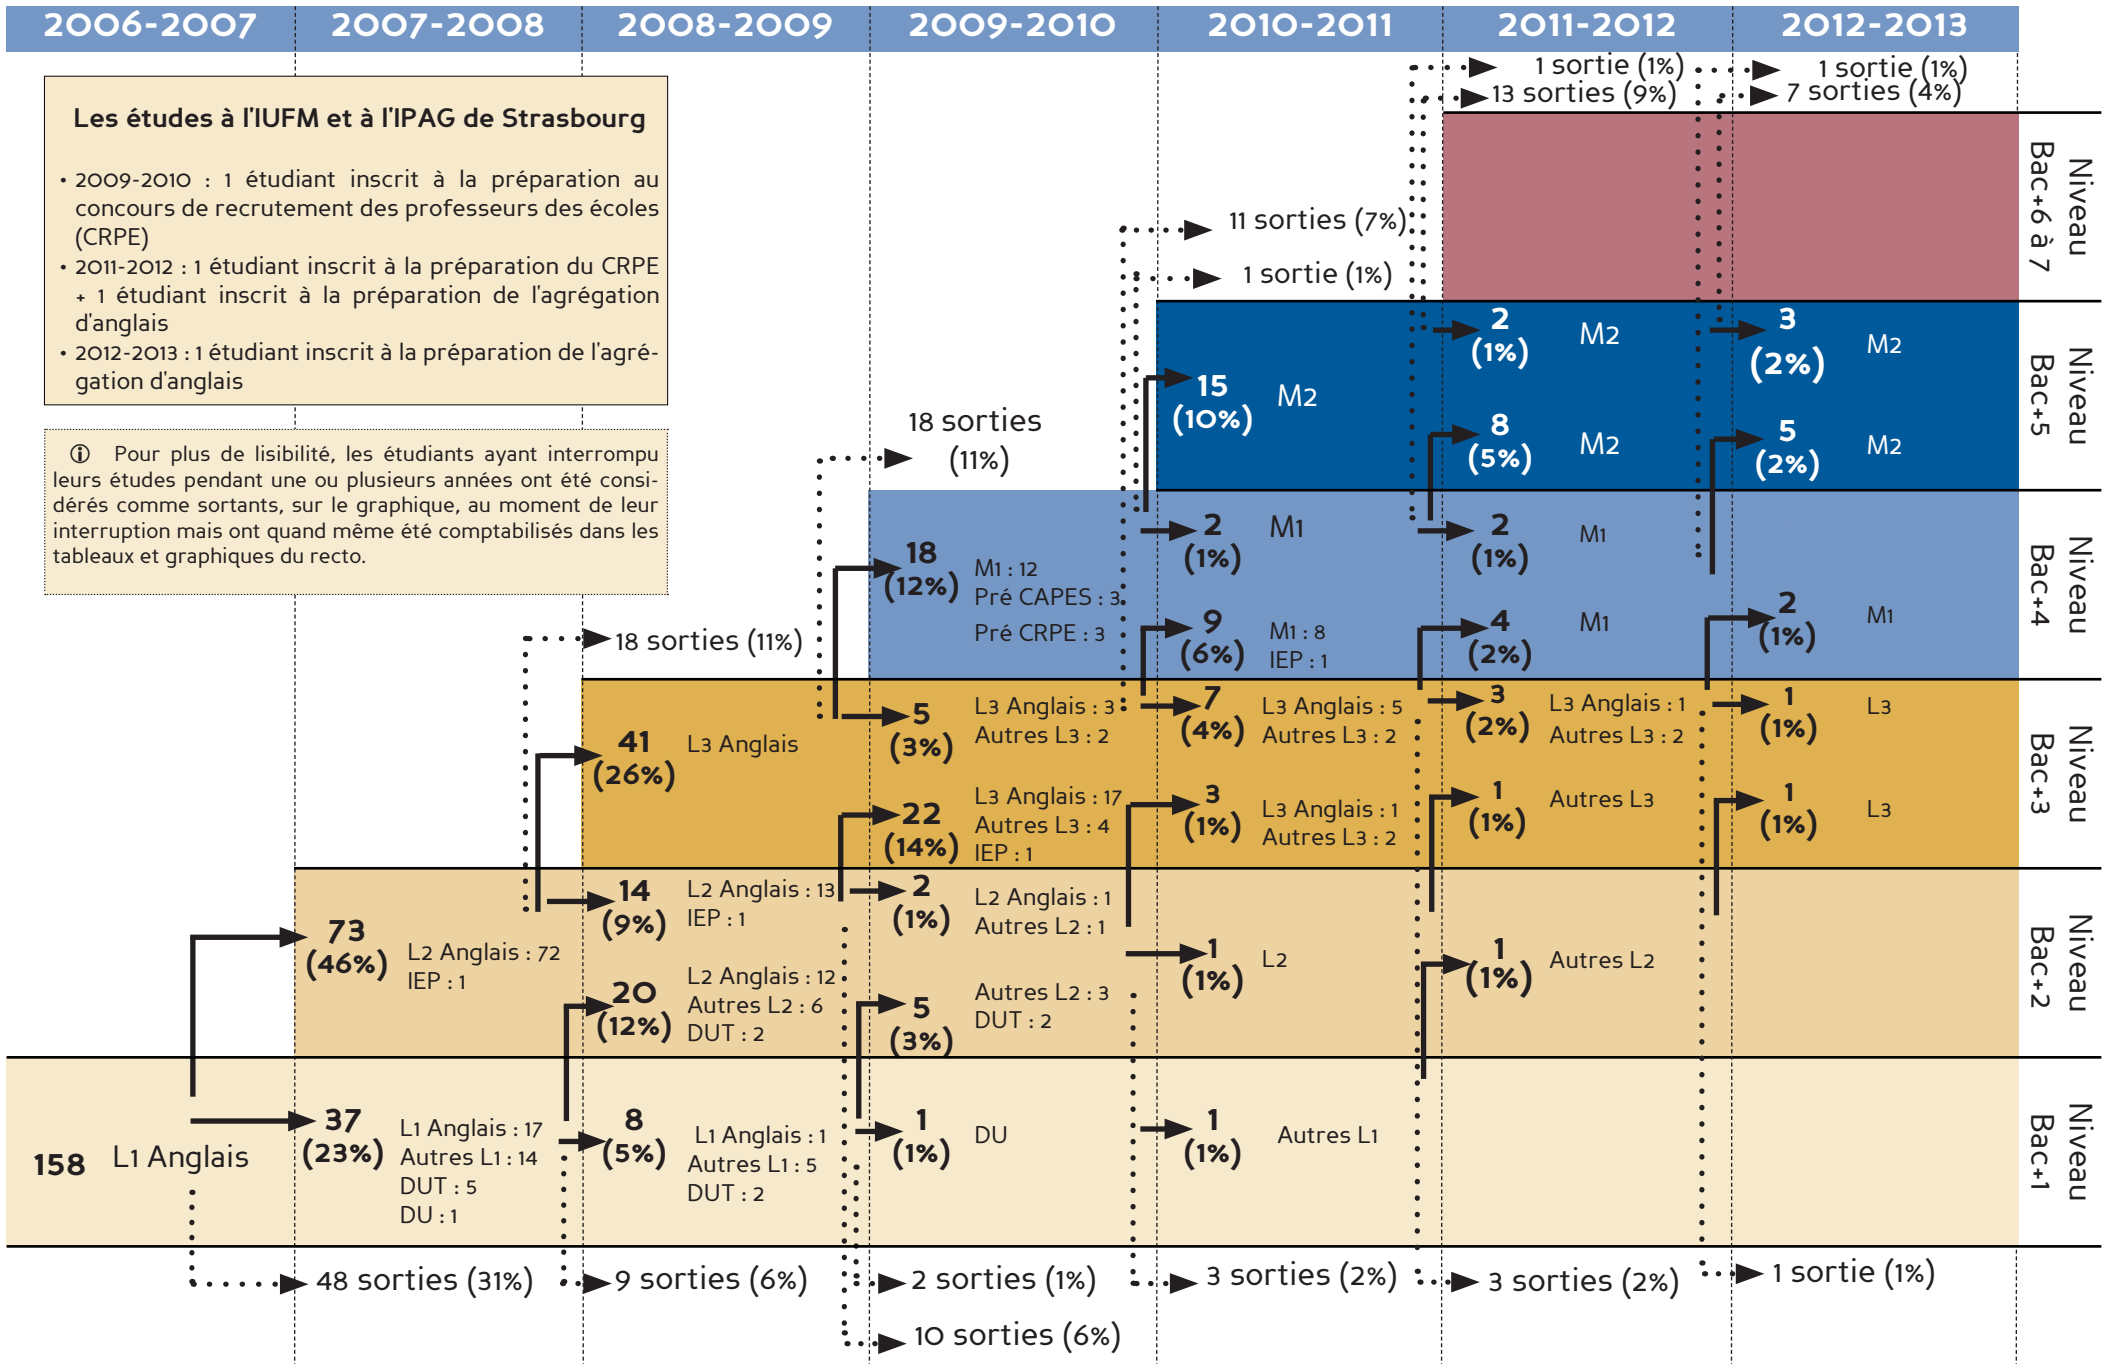 2006-2007
2007-2008
2008-2009
2009-2010
2010-2011
2011-2012
2012-2013
Les études à l'IUFM et à l'IPAG de Strasbourg
• 2009-2010 : 1 étudiant inscrit à la préparation au
concours de recrutement des professeurs des écoles
(CRPE)
• 2011-2012 : 1 étudiant inscrit à la préparation du CRPE
+ 1 étudiant inscrit à la préparation de l'agrégation
d'anglais
• 2012-2013 : 1 étudiant inscrit à la préparation de l'agré-
gation d'anglais
ⓘ Pour plus de lisibilité, les étudiants ayant interrompu
leurs études pendant une ou plusieurs années ont été consi-
dérés comme sortants, sur le graphique, au moment de leur
interruption mais ont quand même été comptabilisés dans les
tableaux et graphiques du recto.
158 L1 Anglais
73
(46%)
L2 Anglais : 72
IEP : 1
37
(23%)
L1 Anglais : 17
Autres L1 : 14
DUT : 5
DU : 1
48 sorties (31%)
18 sorties (11%)
41
(26%)
L3 Anglais
14
(9%)
L2 Anglais : 13
IEP : 1
20
(12%)
L2 Anglais : 12
Autres L2 : 6
DUT : 2
8
(5%)
L1 Anglais : 1
Autres L1 : 5
DUT : 2
9 sorties (6%)
18 sorties
(11%)
18
(12%)
M1 : 12
Pré CAPES : 3
Pré CRPE : 3
5
(3%)
L3 Anglais : 3
Autres L3 : 2
22
(14%)
L3 Anglais : 17
Autres L3 : 4
IEP : 1
2
(1%)
L2 Anglais : 1
Autres L2 : 1
5
(3%)
Autres L2 : 3
DUT : 2
1
(1%)
DU
2 sorties (1%)
10 sorties (6%)
11 sorties (7%)
1 sortie (1%)
15
(10%)
M2
2
(1%)
M1
9
(6%)
M1 : 8
IEP : 1
7
(4%)
L3 Anglais : 5
Autres L3 : 2
3
(1%)
L3 Anglais : 1
Autres L3 : 2
1
(1%)
L2
1
(1%)
Autres L1
3 sorties (2%)
1 sortie (1%)
13 sorties (9%)
2
(1%)
M2
8
(5%)
M2
2
(1%)
M1
4
(2%)
M1
3
(2%)
L3 Anglais : 1
Autres L3 : 2
1
(1%)
Autres L3
1
(1%)
Autres L2
3 sorties (2%)
1 sortie (1%)
7 sorties (4%)
3
(2%)
M2
5
(2%)
M2
2
(1%)
M1
1
(1%)
L3
1
(1%)
L3
1 sortie (1%)
Niveau
Bac+6 à 7
Niveau
Bac+5
Niveau
Bac+4
Niveau
Bac+3
Niveau
Bac+2
Niveau
Bac+1